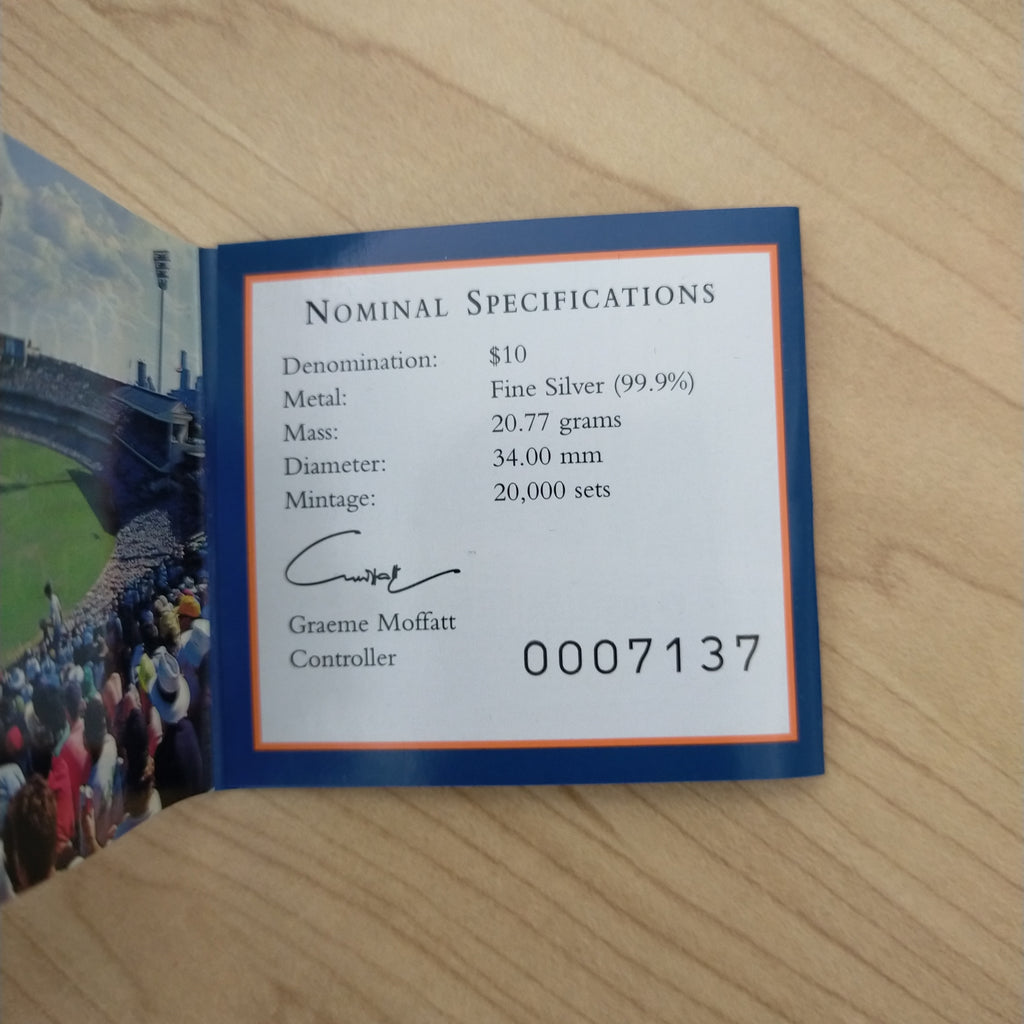 NOMINAL SPECIFICATIONS
Denomination: $10
Metal: Fine Silver (99.9%)
Mass: 20.77 grams
Diameter: 34.00 mm
Mintage: 20,000 sets
Graeme Moffatt
Controller
0007137